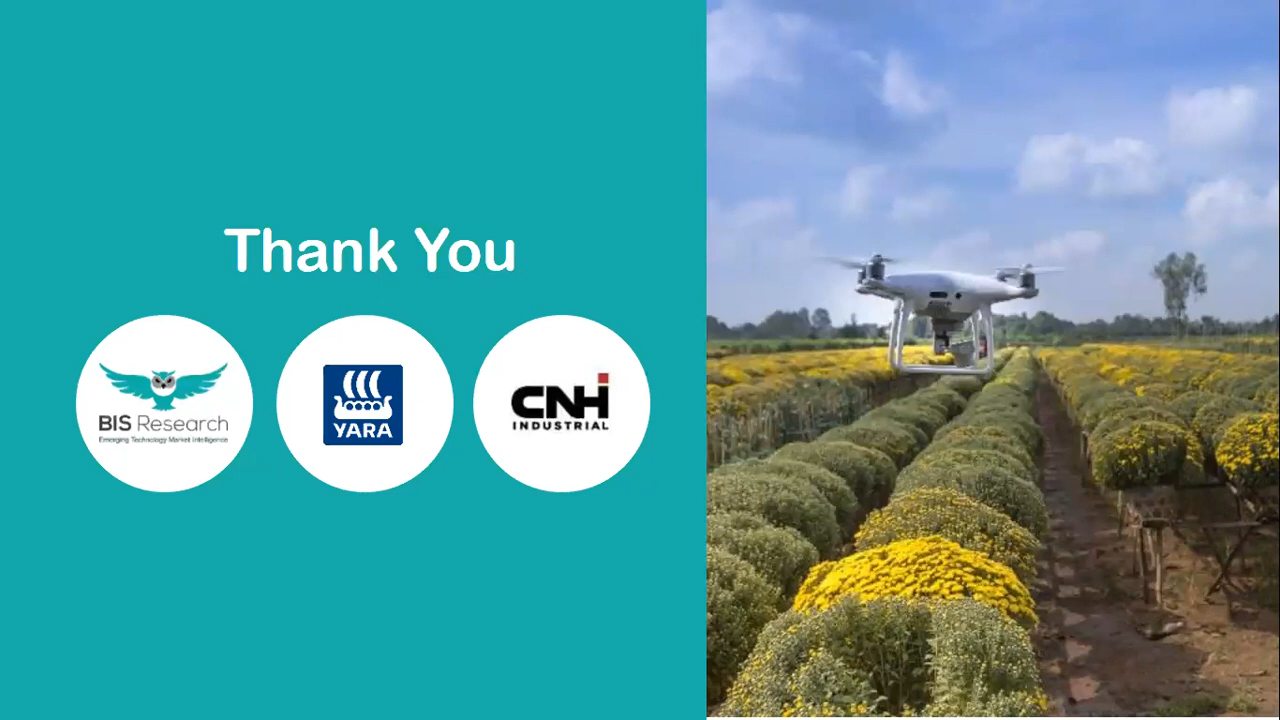 Thank You
BIS Research
Emerging Technology Market Intelligence
YARA
CNH
INDUSTRIAL